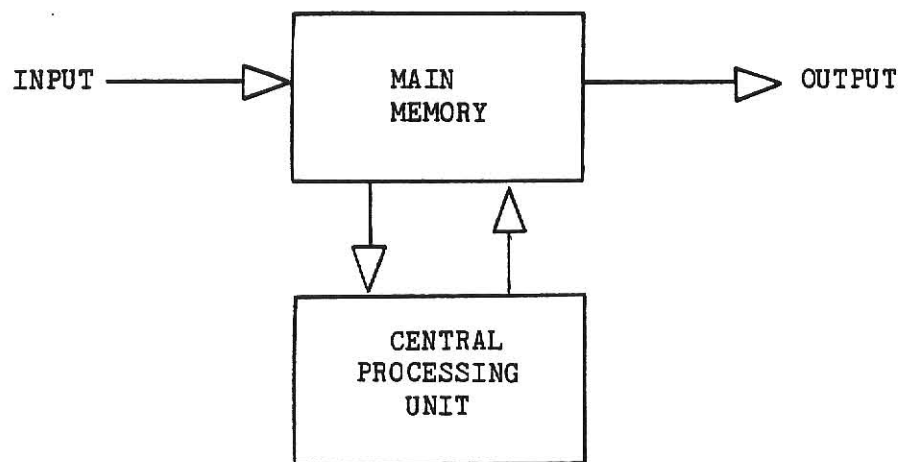 INPUT
MAIN
MEMORY
OUTPUT
CENTRAL
PROCESSING
UNIT